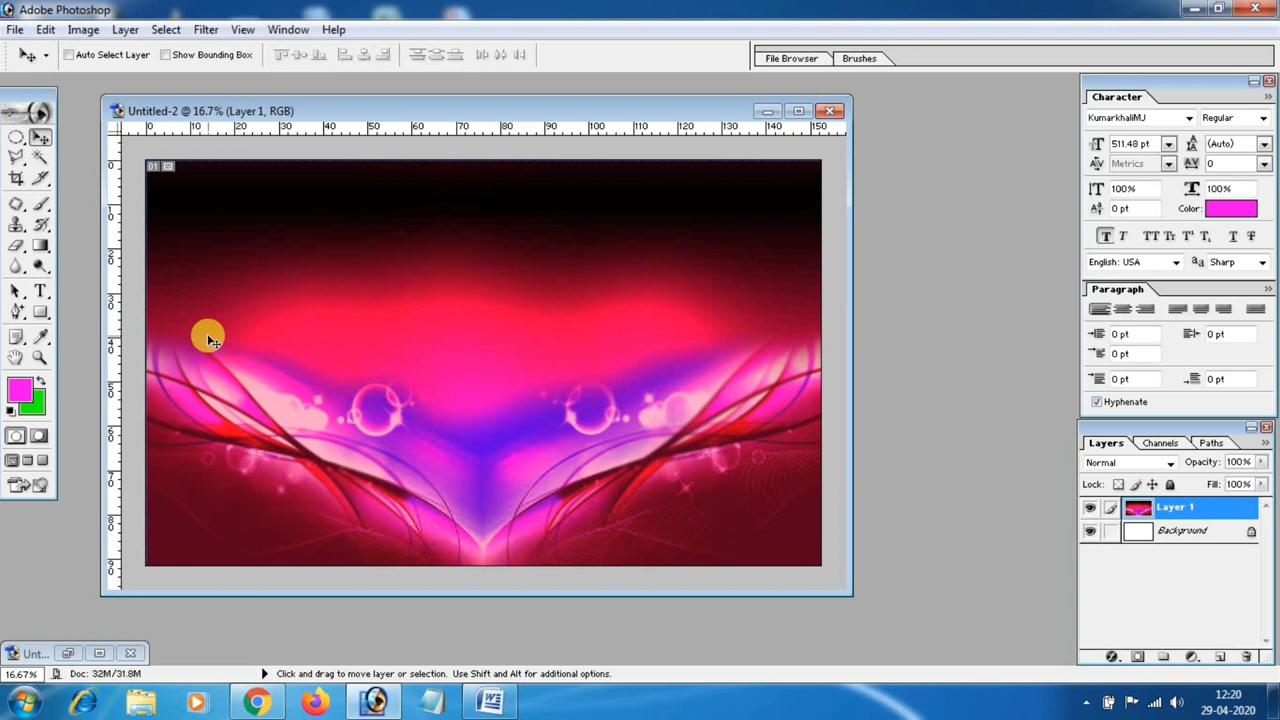 Adobe Photoshop
File Edit Image Layer Select Filter View Window Help
Auto Select Layer Show Bounding Box File Browser Brushes
Untitled-2 @ 16.7% (Layer 1, RGB)
0 10 20 30 40 50 60 70 80 90 100 110 120 130 140 150
01
Character
KumarkhaliMJ Regular
511.48 pt (Auto)
Metrics 0
100% 100%
0 pt Color:
T T TT Tr T¹ T, T T
English: USA aa Sharp
Paragraph
0 pt 0 pt
0 pt
0 pt 0 pt
Hyphenate
Layers Channels Paths
Normal Opacity: 100%
Lock: Fill: 100%
Layer 1
Background
Unt...
16.67% Doc: 32M/31.8M Click and drag to move layer or selection. Use Shift and Alt for additional options.
12:20
29-04-2020